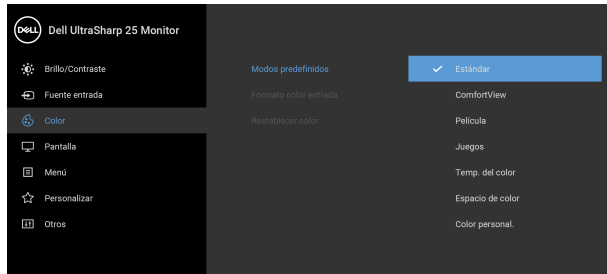 DELL Dell UltraSharp 25 Monitor
Brillo/Contraste Modos predefinidos Estándar
Fuente entrada Formato color entrada ComfortView
Color Restablecer color Película
Pantalla Juegos
Menú Temp. del color
Personalizar Espacio de color
Otros Color personal.